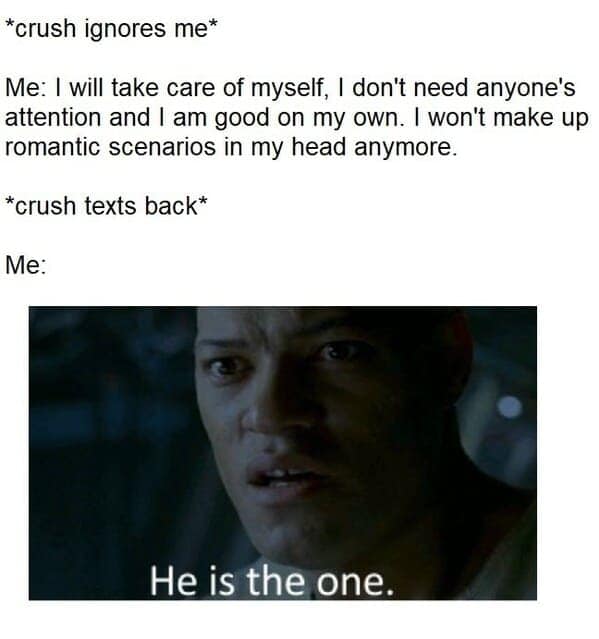 *crush ignores me*
Me: I will take care of myself, I don't need anyone's
attention and I am good on my own. I won't make up
romantic scenarios in my head anymore.
*crush texts back*
Me:
He is the one.